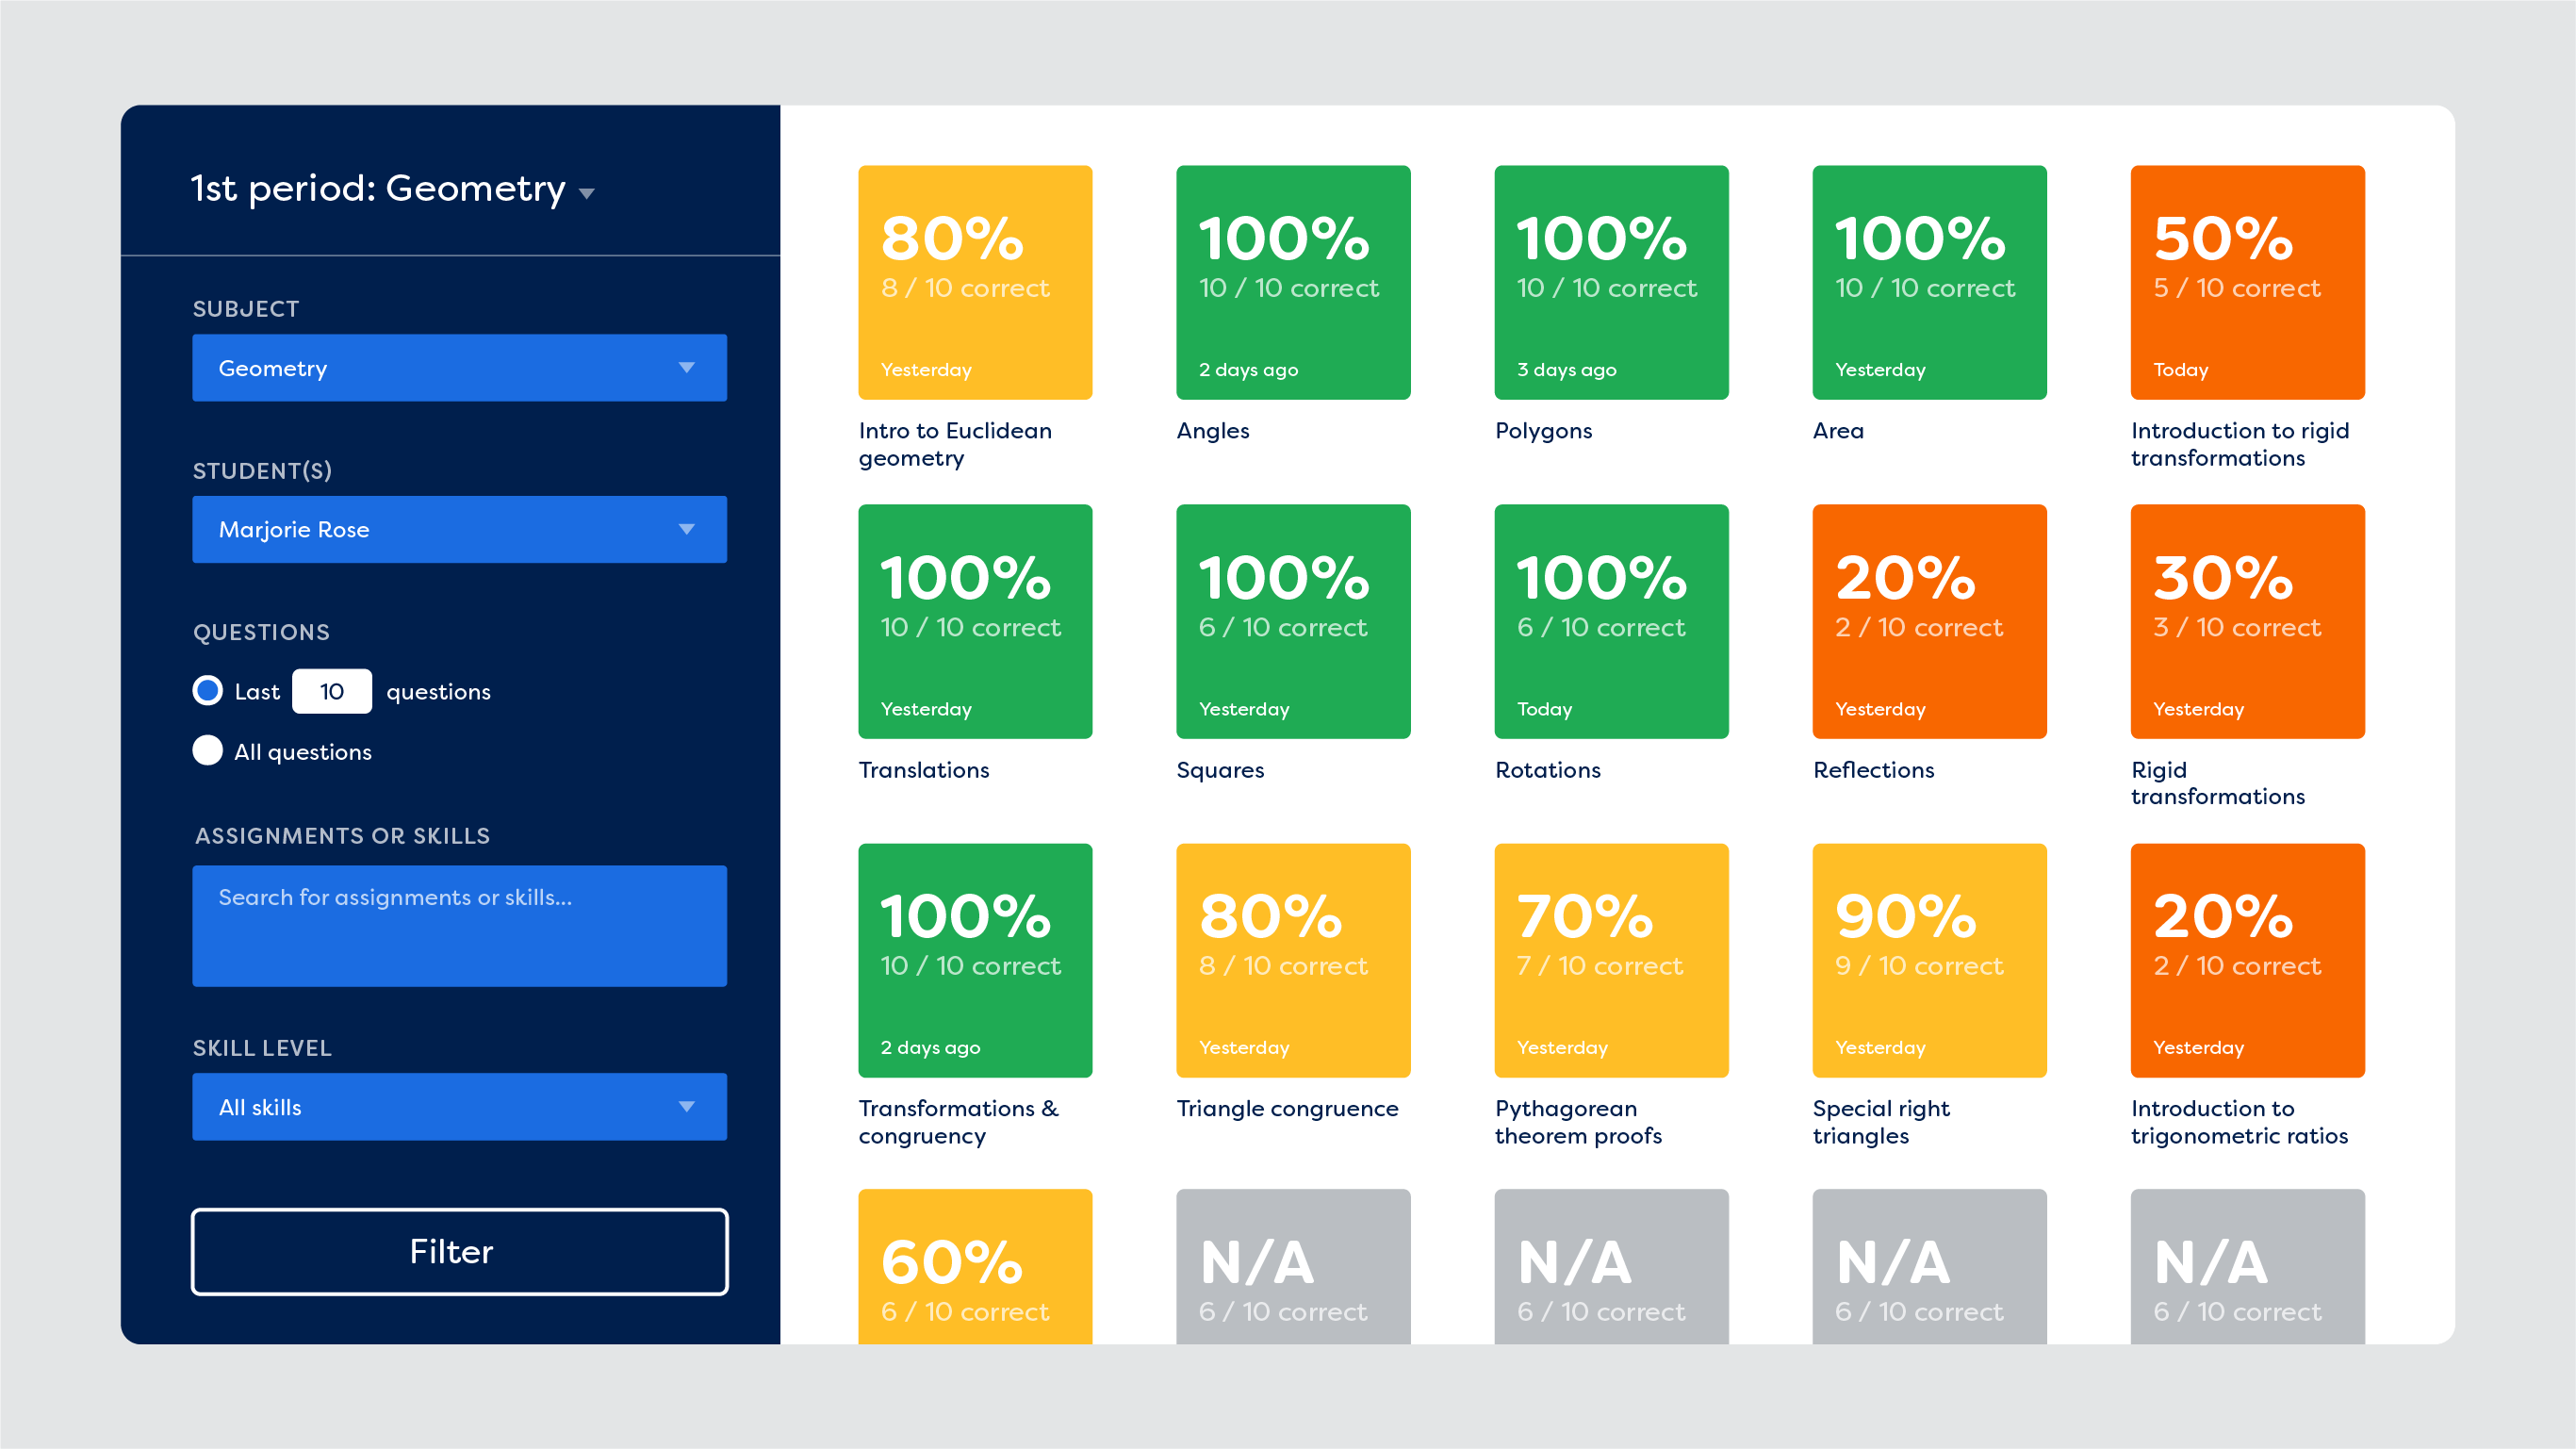 1st period: Geometry
SUBJECT
Geometry
STUDENT(S)
Marjorie Rose
QUESTIONS
Last 10 questions
All questions
ASSIGNMENTS OR SKILLS
Search for assignments or skills...
SKILL LEVEL
All skills
Filter
80%
8 / 10 correct
Yesterday
Intro to Euclidean
geometry
100%
10 / 10 correct
2 days ago
Angles
100%
10 / 10 correct
3 days ago
Polygons
100%
10 / 10 correct
Yesterday
Area
50%
5 / 10 correct
Today
Introduction to rigid
transformations
100%
10 / 10 correct
Yesterday
Translations
100%
6 / 10 correct
Yesterday
Squares
100%
6 / 10 correct
Today
Rotations
20%
2 / 10 correct
Yesterday
Reflections
30%
3 / 10 correct
Yesterday
Rigid
transformations
100%
10 / 10 correct
2 days ago
Transformations &
congruency
80%
8 / 10 correct
Yesterday
Triangle congruence
70%
7 / 10 correct
Yesterday
Pythagorean
theorem proofs
90%
9 / 10 correct
Yesterday
Special right
triangles
20%
2 / 10 correct
Yesterday
Introduction to
trigonometric ratios
60%
6 / 10 correct
N/A
6 / 10 correct
N/A
6 / 10 correct
N/A
6 / 10 correct
N/A
6 / 10 correct